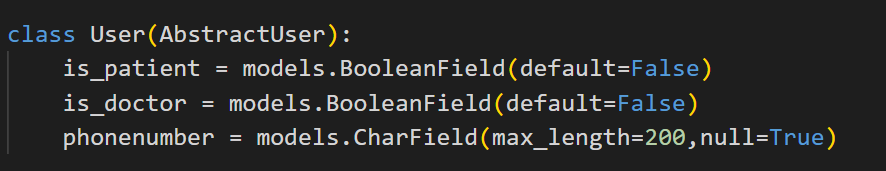 class User(AbstractUser):
    is_patient = models.BooleanField(default=False)
    is_doctor = models.BooleanField(default=False)
    phonenumber = models.CharField(max_length=200,null=True)